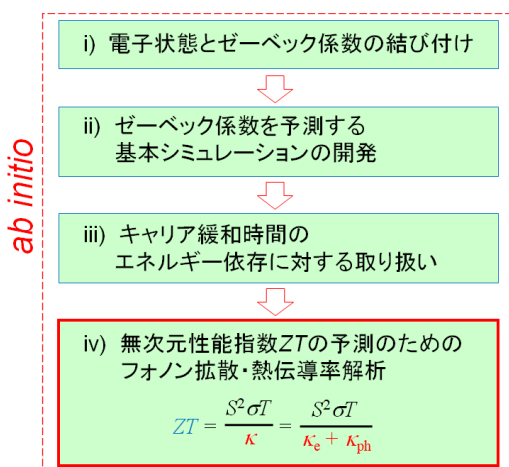 ab initio
i) 電子状態とゼーベック係数の結び付け
ii) ゼーベック係数を予測する
基本シミュレーションの開発
iii) キャリア緩和時間の
エネルギー依存に対する取り扱い
iv) 無次元性能指数ZTの予測のための
フォノン拡散・熱伝導率解析
ZT = S²σT / κ = S²σT / (κe + κph)